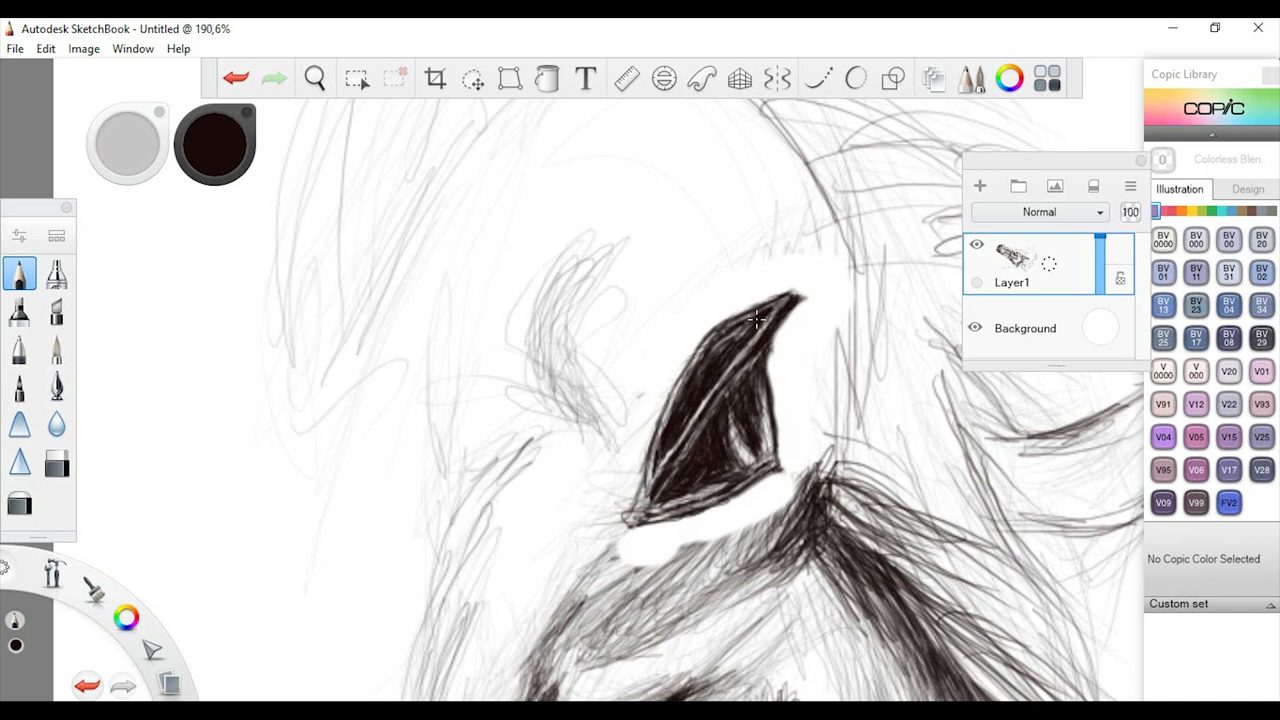 Autodesk SketchBook - Untitled @ 190,6%
File Edit Image Window Help
T
Copic Library
COPIC
0 Colorless Blen..
Illustration Design
Normal 100
Layer1
Background
BV 0000 BV 000 BV 00 BV 20
BV 01 BV 11 BV 31 BV 02
BV 13 BV 23 BV 04 BV 34
BV 25 BV 17 BV 08 BV 29
V 0000 V 000 V20 V01
V91 V12 V22 V93
V04 V05 V15 V25
V95 V06 V17 V28
V09 V99 FV2
No Copic Color Selected
Custom set